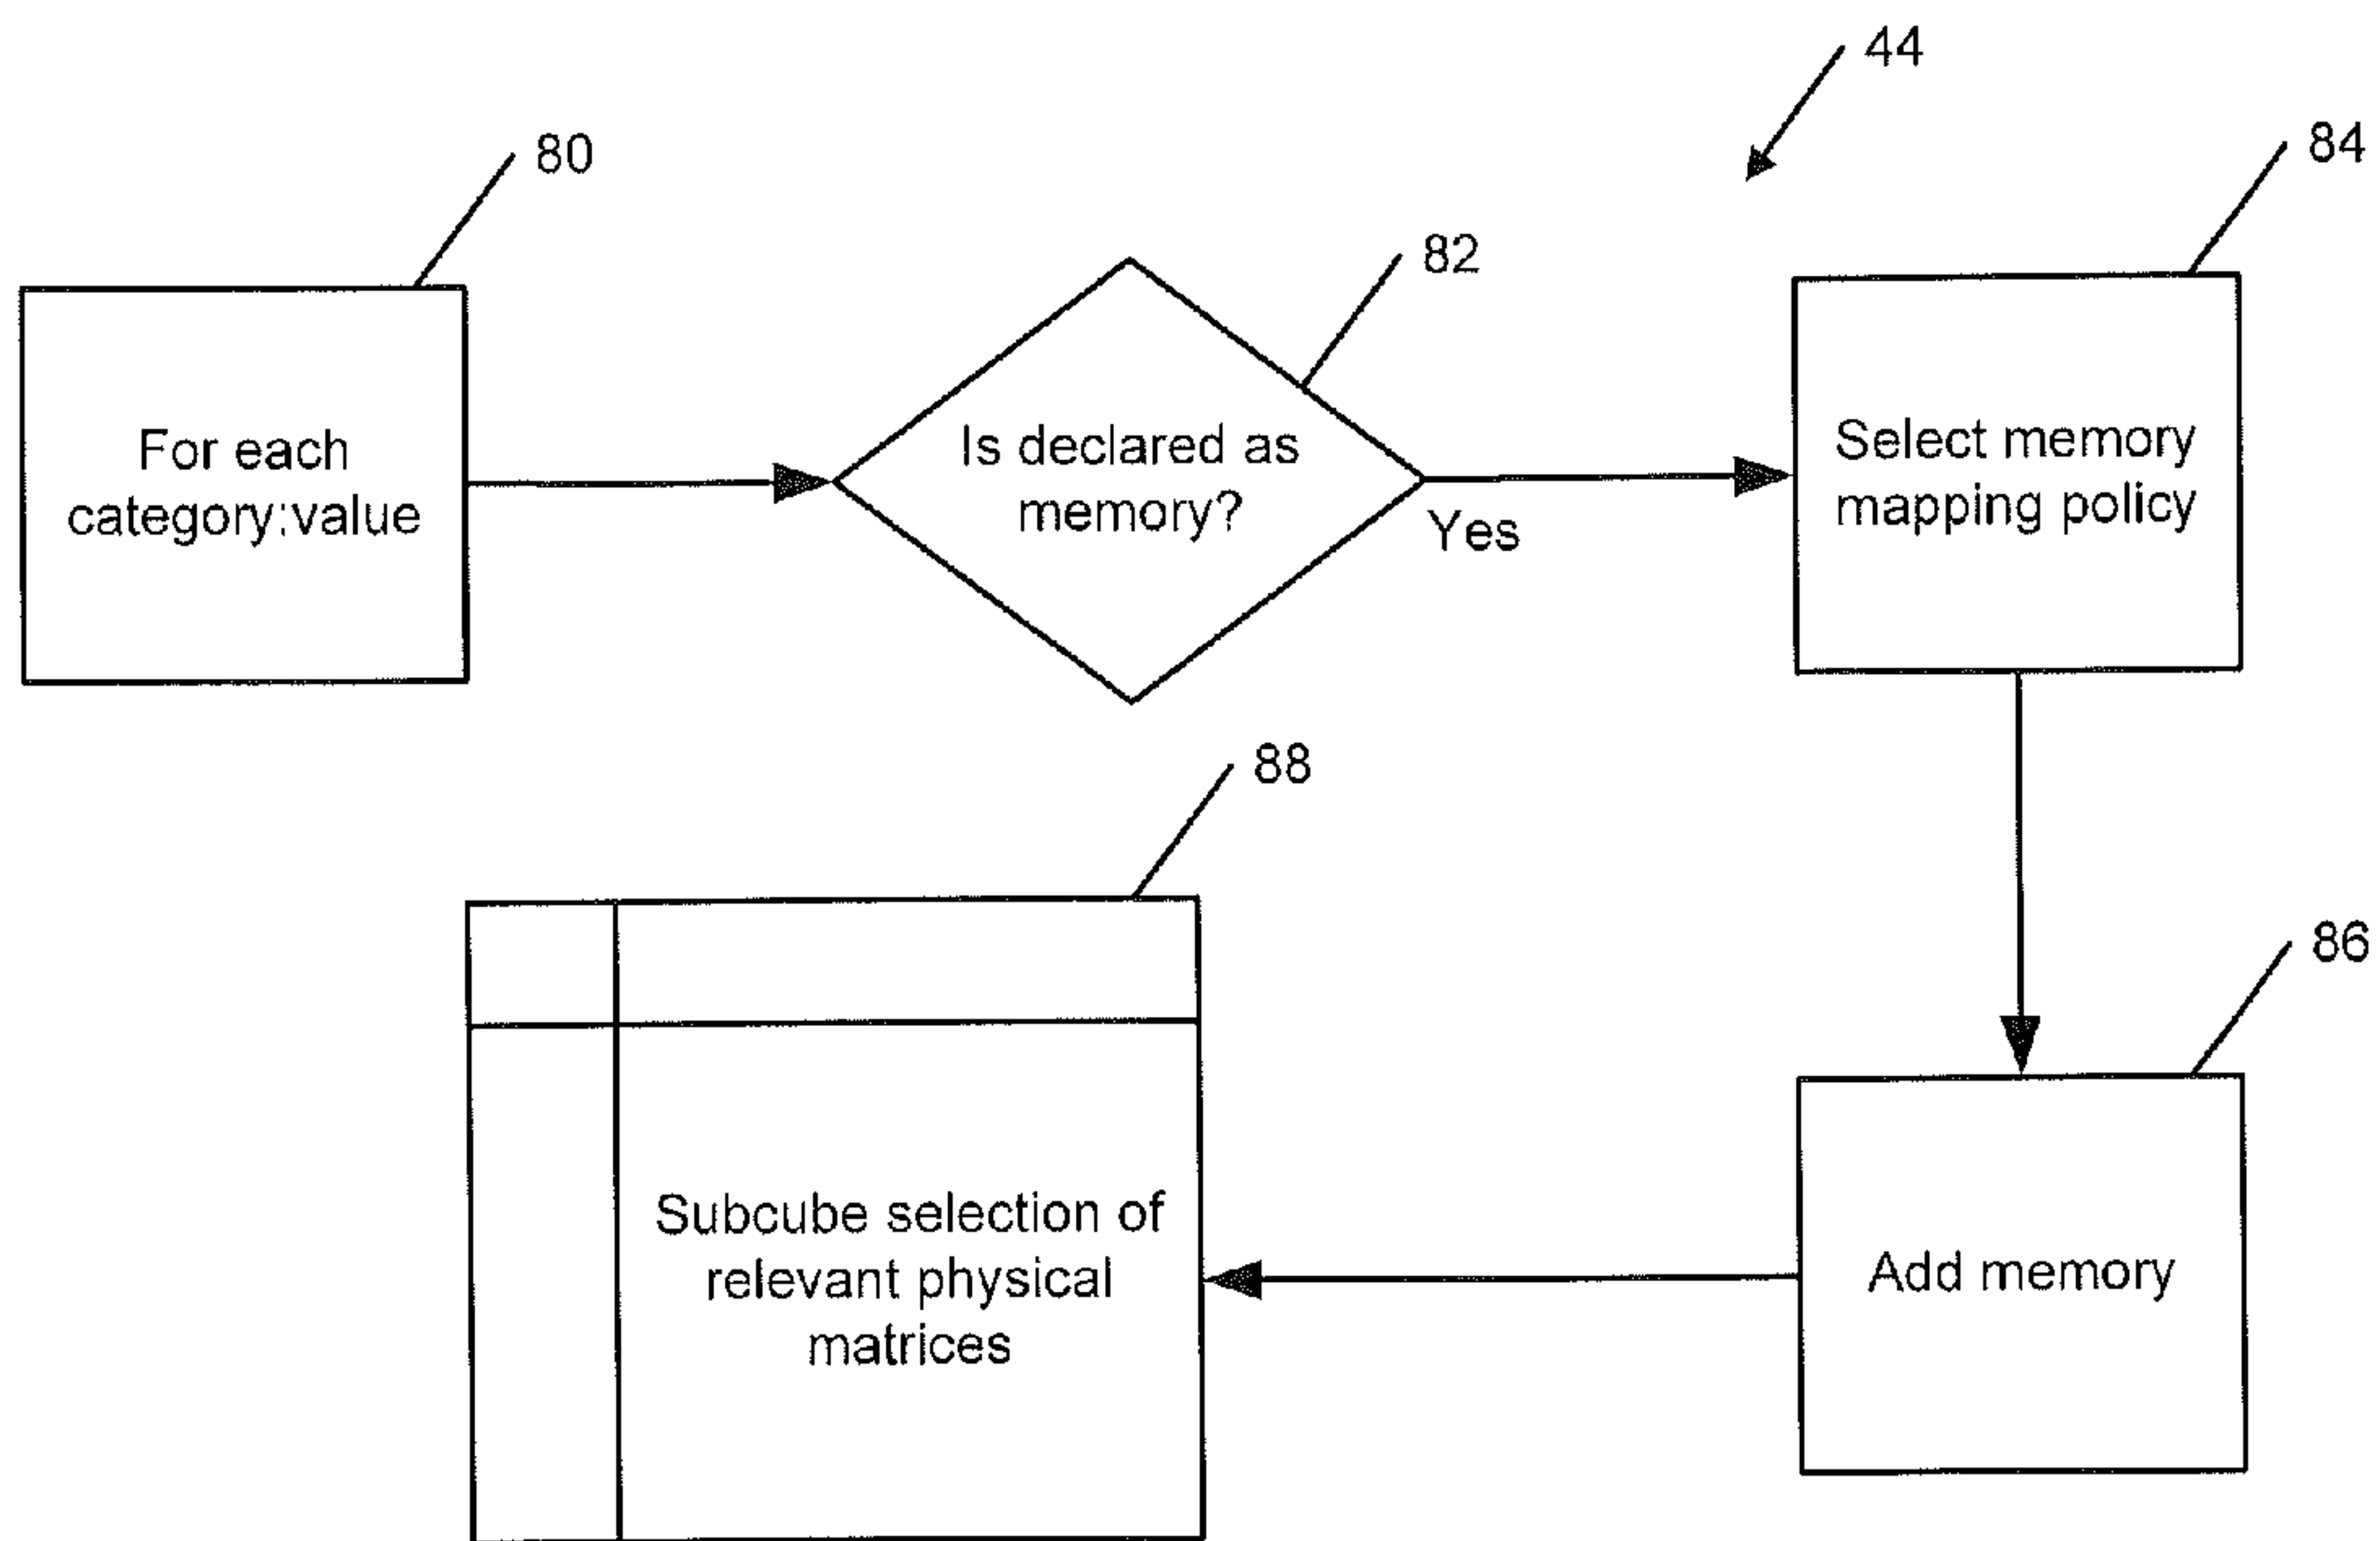 44
80
84
82
For each
category:value
Is declared as
memory?
Yes
Select memory
mapping policy
88
86
Subcube selection of
relevant physical
matrices
Add memory